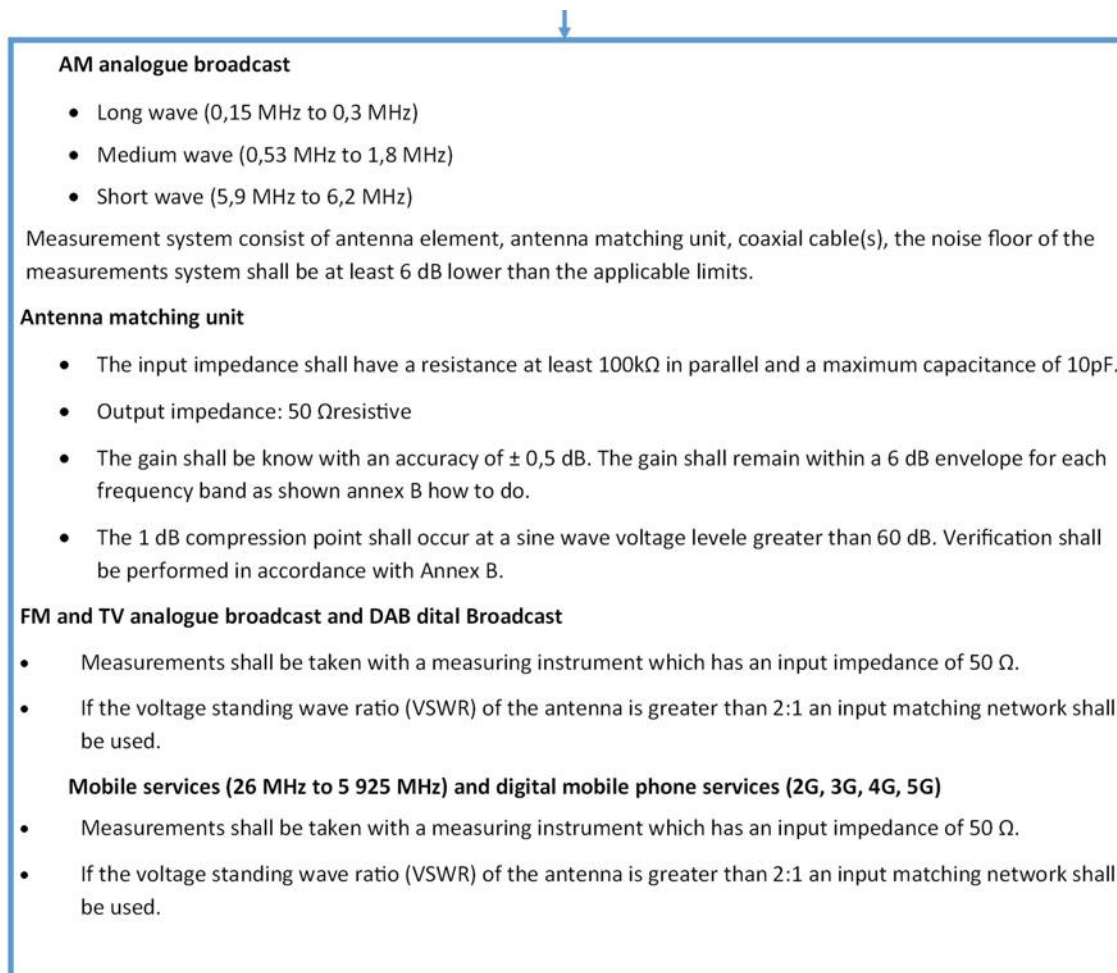 AM analogue broadcast
• Long wave (0,15 MHz to 0,3 MHz)
• Medium wave (0,53 MHz to 1,8 MHz)
• Short wave (5,9 MHz to 6,2 MHz)
Measurement system consist of antenna element, antenna matching unit, coaxial cable(s), the noise floor of the
measurements system shall be at least 6 dB lower than the applicable limits.
Antenna matching unit
• The input impedance shall have a resistance at least 100kΩ in parallel and a maximum capacitance of 10pF.
• Output impedance: 50 Ωresistive
• The gain shall be know with an accuracy of ± 0,5 dB. The gain shall remain within a 6 dB envelope for each
frequency band as shown annex B how to do.
• The 1 dB compression point shall occur at a sine wave voltage levele greater than 60 dB. Verification shall
be performed in accordance with Annex B.
FM and TV analogue broadcast and DAB dital Broadcast
• Measurements shall be taken with a measuring instrument which has an input impedance of 50 Ω.
• If the voltage standing wave ratio (VSWR) of the antenna is greater than 2:1 an input matching network shall
be used.
Mobile services (26 MHz to 5 925 MHz) and digital mobile phone services (2G, 3G, 4G, 5G)
• Measurements shall be taken with a measuring instrument which has an input impedance of 50 Ω.
• If the voltage standing wave ratio (VSWR) of the antenna is greater than 2:1 an input matching network shall
be used.